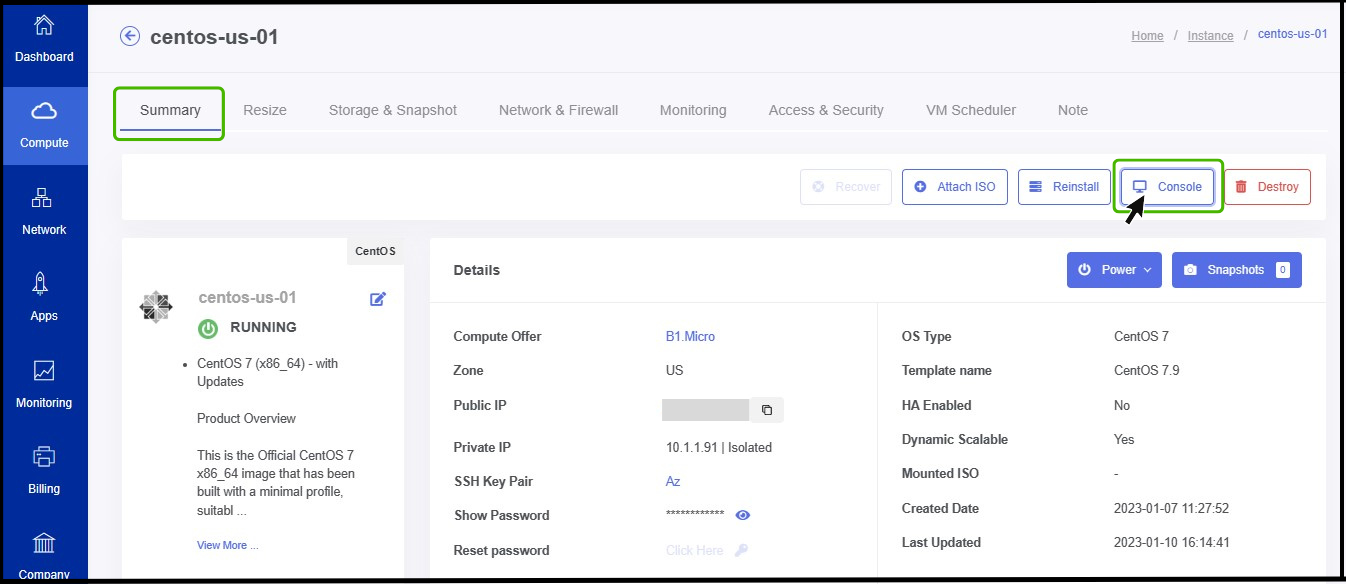 Dashboard
Compute
Network
Apps
Monitoring
Billing
Company
centos-us-01
Home / Instance / centos-us-01
Summary
Resize
Storage & Snapshot
Network & Firewall
Monitoring
Access & Security
VM Scheduler
Note
Recover
Attach ISO
Reinstall
Console
Destroy
CentOS
centos-us-01
RUNNING
• CentOS 7 (x86_64) - with
Updates
Product Overview
This is the Official CentOS 7
x86_64 image that has been
built with a minimal profile,
suitabl ...
View More ...
Details
Power
Snapshots 0
Compute Offer B1.Micro
Zone US
Public IP
Private IP 10.1.1.91 | Isolated
SSH Key Pair Az
Show Password ************
Reset password Click Here
OS Type CentOS 7
Template name CentOS 7.9
HA Enabled No
Dynamic Scalable Yes
Mounted ISO -
Created Date 2023-01-07 11:27:52
Last Updated 2023-01-10 16:14:41